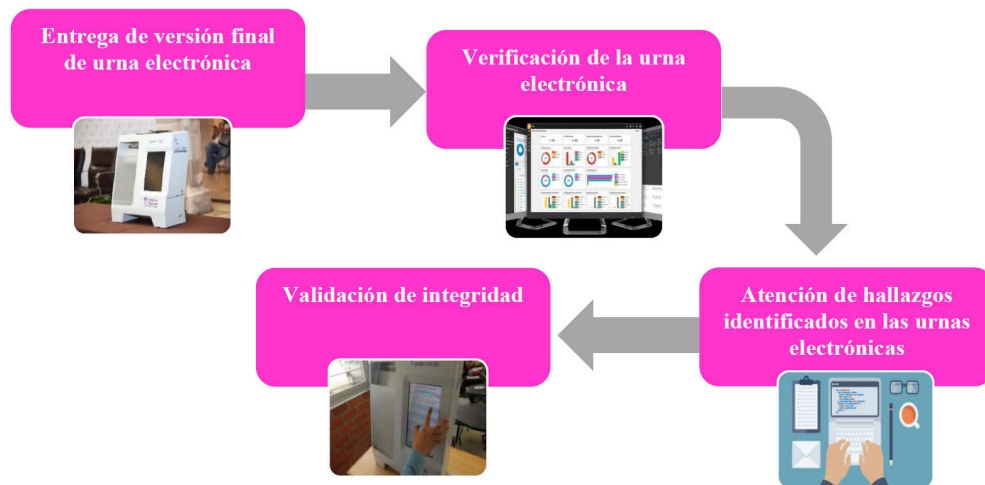 Entrega de versión final
de urna electrónica
Verificación de la urna
electrónica
Atención de hallazgos
identificados en las urnas
electrónicas
Validación de integridad